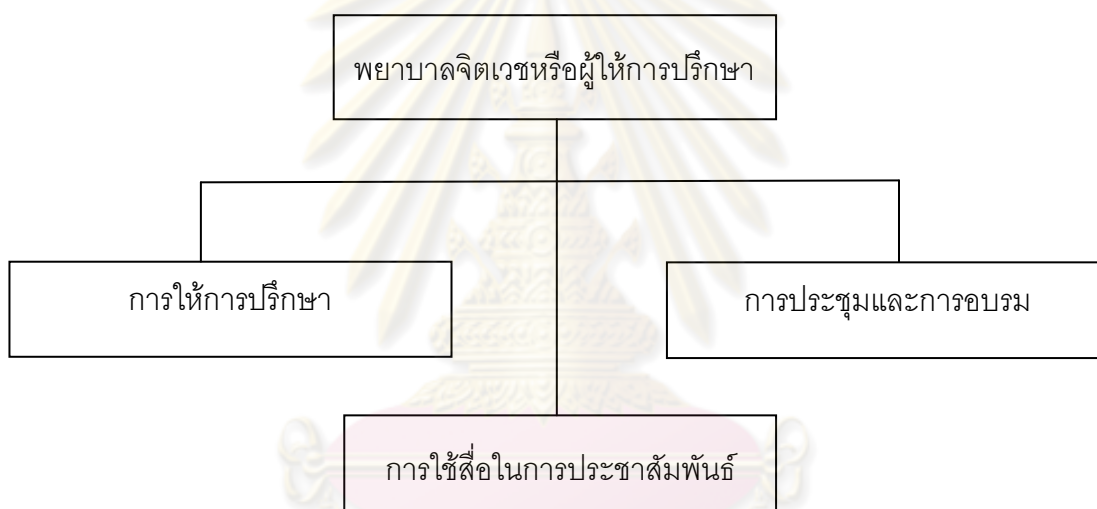 พยาบาลจิตเวชหรือผู้ให้การปรึกษา
การให้การปรึกษา
การประชุมและการอบรม
การใช้สื่อในการประชาสัมพันธ์